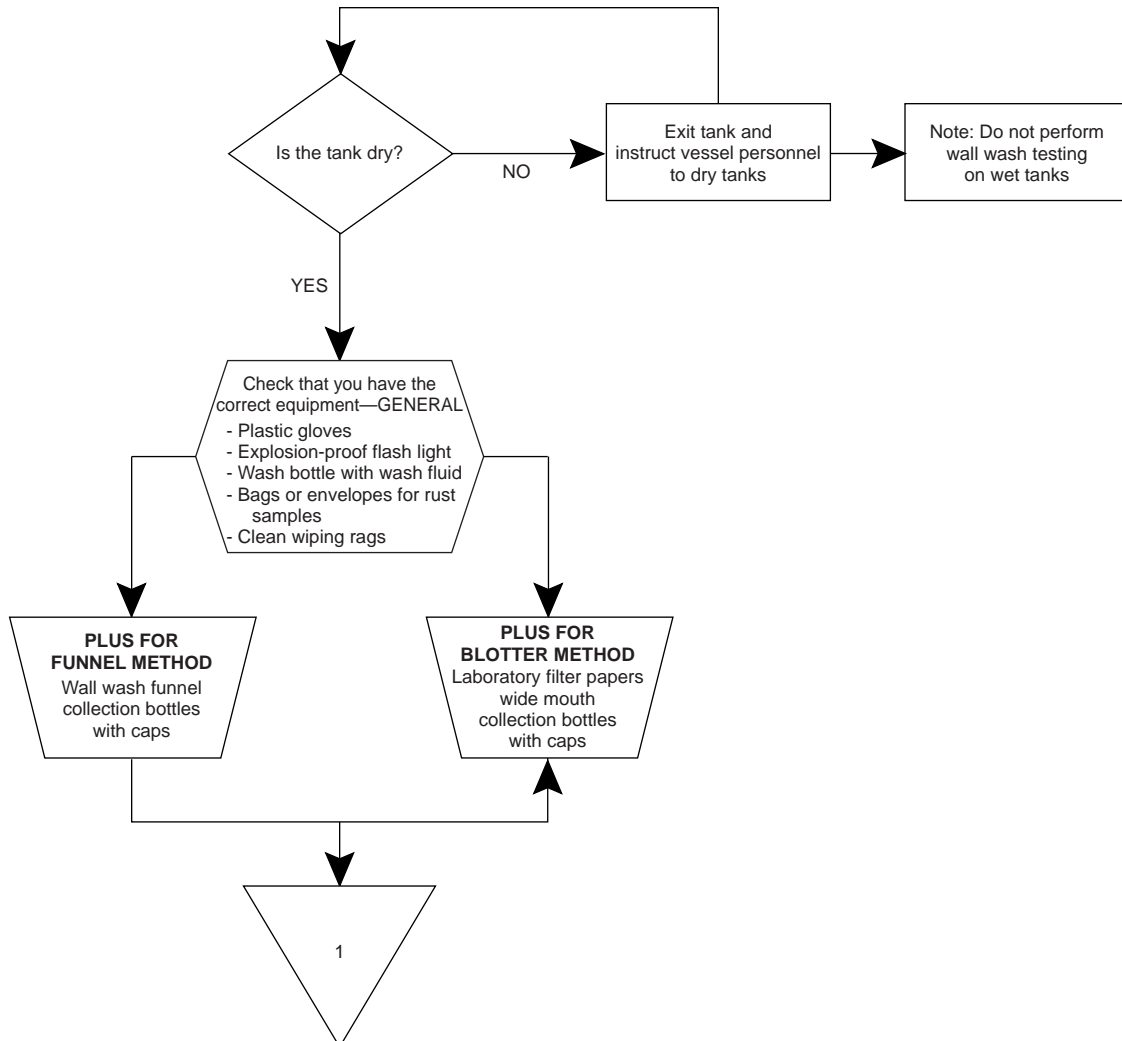 Is the tank dry?
NO
Exit tank and
instruct vessel personnel
to dry tanks
Note: Do not perform
wall wash testing
on wet tanks
YES
Check that you have the
correct equipment—GENERAL
- Plastic gloves
- Explosion-proof flash light
- Wash bottle with wash fluid
- Bags or envelopes for rust
samples
- Clean wiping rags
PLUS FOR
FUNNEL METHOD
Wall wash funnel
collection bottles
with caps
PLUS FOR
BLOTTER METHOD
Laboratory filter papers
wide mouth
collection bottles
with caps
1